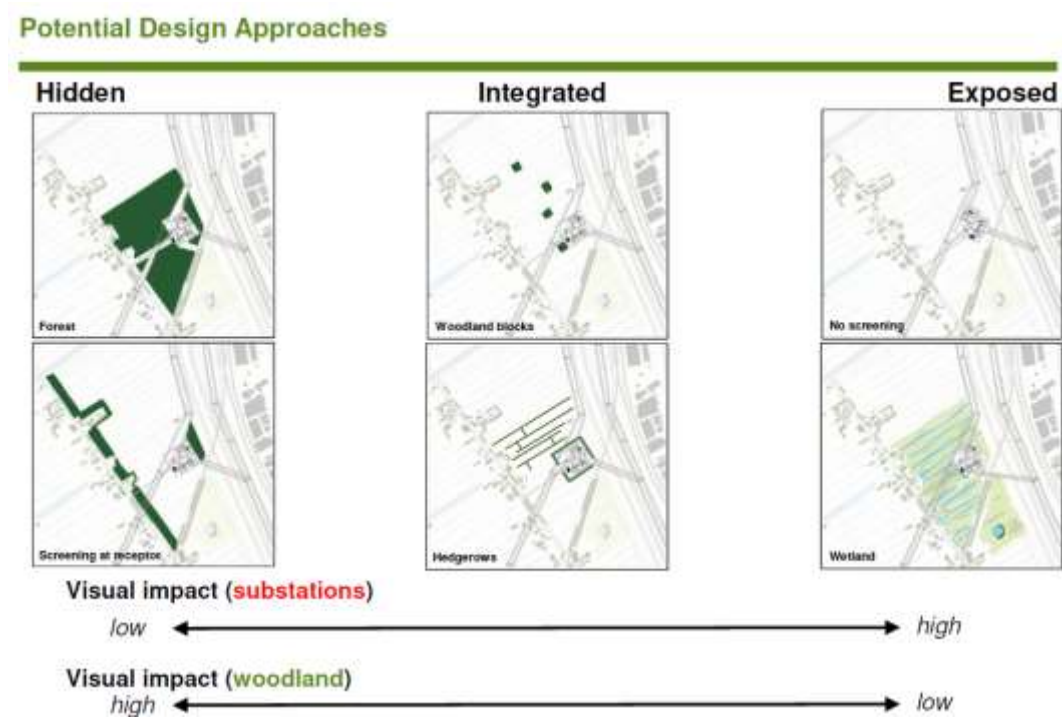 Potential Design Approaches
Hidden Integrated Exposed
Forest Woodland blocks No screening
Screening at receptor Hedgerows Wetland
Visual impact (substations)
low high
Visual impact (woodland)
high low